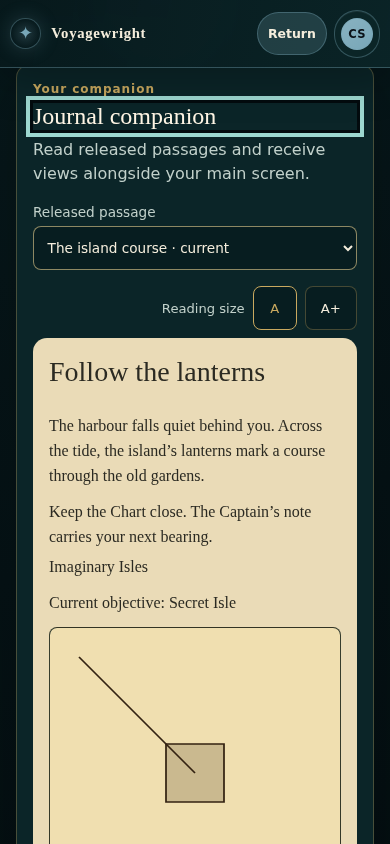 Voyagewright
Return
CS
Your companion
Journal companion
Read released passages and receive
views alongside your main screen.
Released passage
The island course · current
Reading size
A
A+
Follow the lanterns
The harbour falls quiet behind you. Across
the tide, the island’s lanterns mark a course
through the old gardens.
Keep the Chart close. The Captain’s note
carries your next bearing.
Imaginary Isles
Current objective: Secret Isle